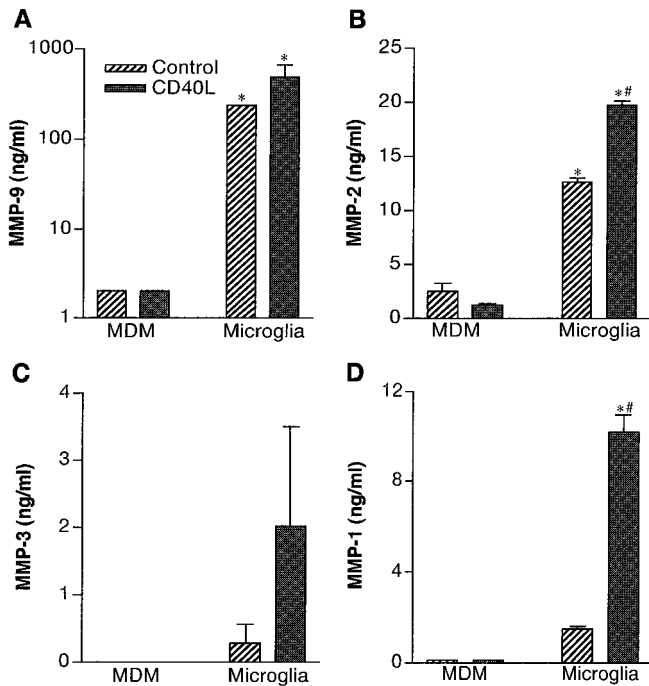 A
MMP-9 (ng/ml)
1000
100
10
1
Control
CD40L
*
*
MDM
Microglia
B
MMP-2 (ng/ml)
25
20
15
10
5
0
*
*#
MDM
Microglia
C
MMP-3 (ng/ml)
4
3
2
1
0
MDM
Microglia
D
MMP-1 (ng/ml)
12
8
4
2
0
*#
MDM
Microglia